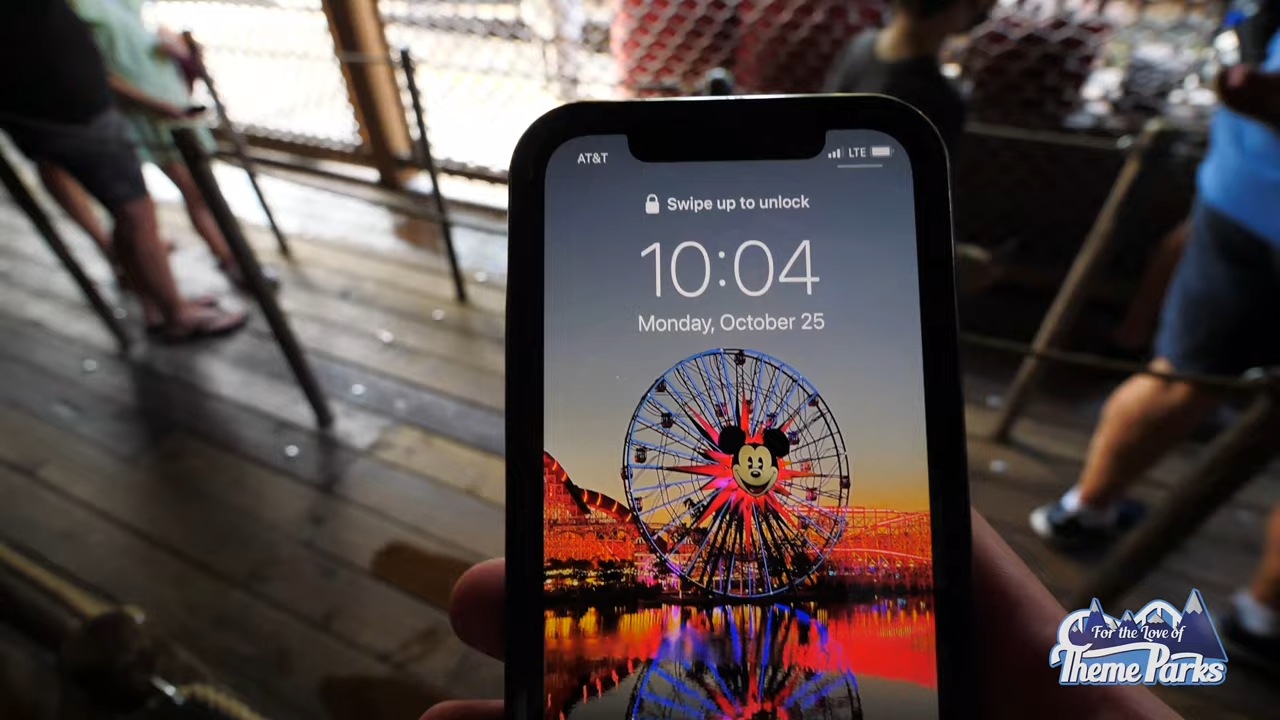 AT&T
LTE
Swipe up to unlock
10:04
Monday, October 25
For the Love of
Theme Parks